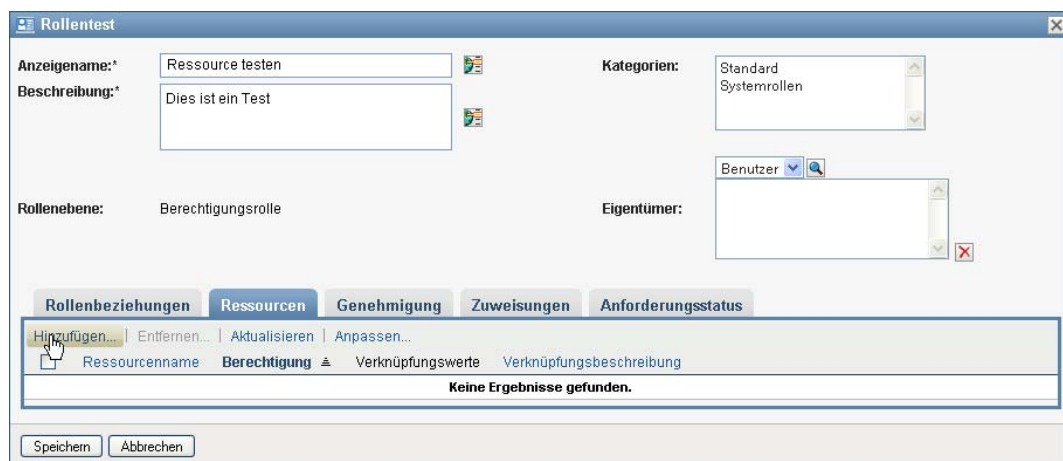 Rollentest
Anzeigename:* Ressource testen
Kategorien: Standard
Systemrollen
Beschreibung:* Dies ist ein Test
Benutzer
Rollenebene: Berechtigungsrolle
Eigentümer:
Rollenbeziehungen Ressourcen Genehmigung Zuweisungen Anforderungsstatus
Hinzufügen... | Entfernen... | Aktualisieren | Anpassen...
Ressourcenname Berechtigung Verknüpfungswerte Verknüpfungsbeschreibung
Keine Ergebnisse gefunden.
Speichern Abbrechen